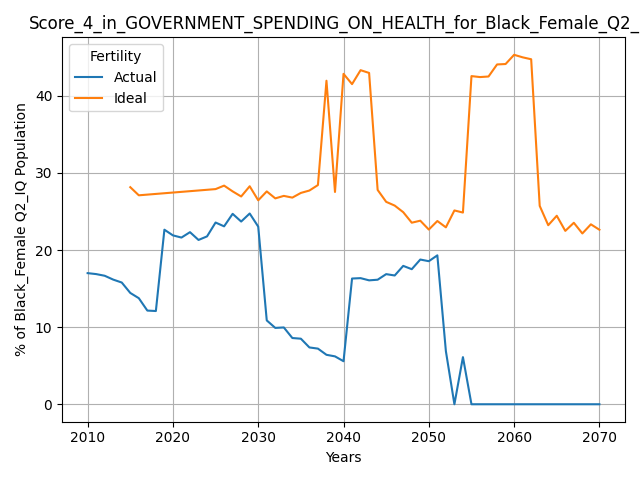 Score_4_in_GOVERNMENT_SPENDING_ON_HEALTH_for_Black_Female_Q2_
Fertility
Actual
Ideal
% of Black_Female Q2_IQ Population
40
30
20
10
0
2010 2020 2030 2040 2050 2060 2070
Years